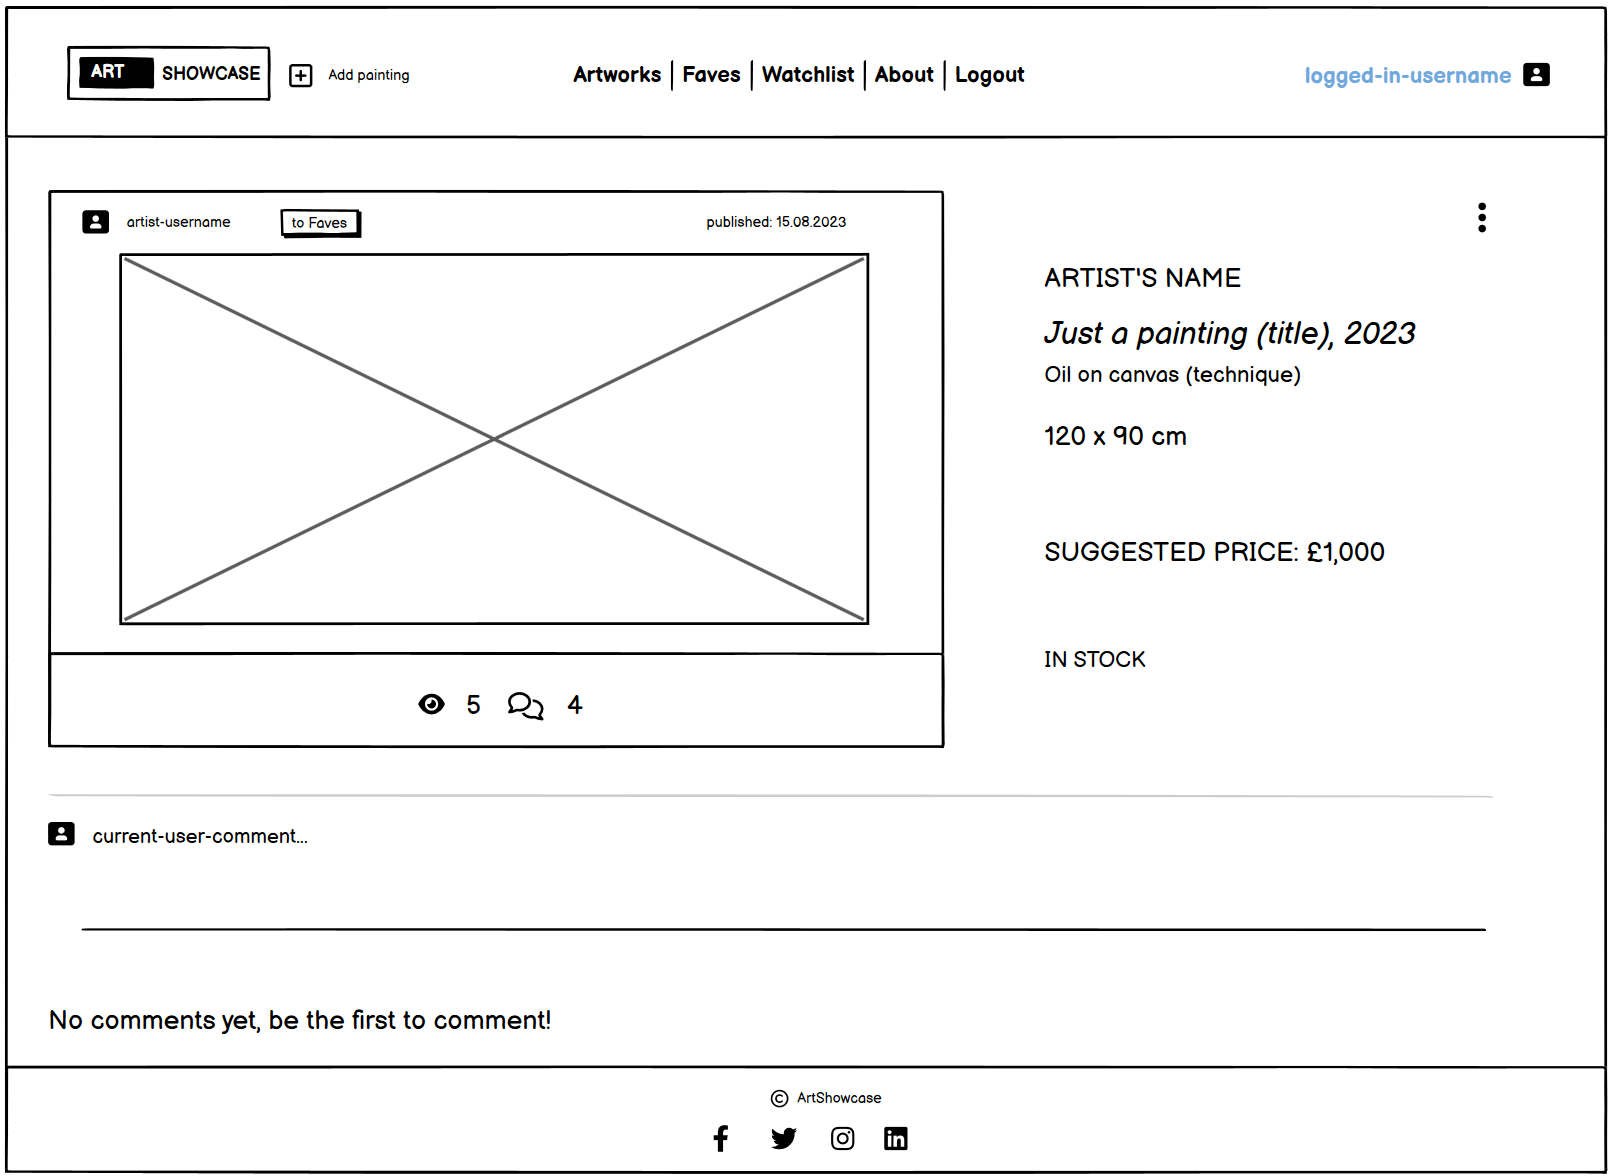 ART SHOWCASE Add painting Artworks Faves Watchlist About Logout logged-in-username
artist-username to Faves published: 15.08.2023
ARTIST'S NAME
Just a painting (title), 2023
Oil on canvas (technique)
120 x 90 cm
SUGGESTED PRICE: £1,000
IN STOCK
5 4
current-user-comment...
No comments yet, be the first to comment!
© ArtShowcase